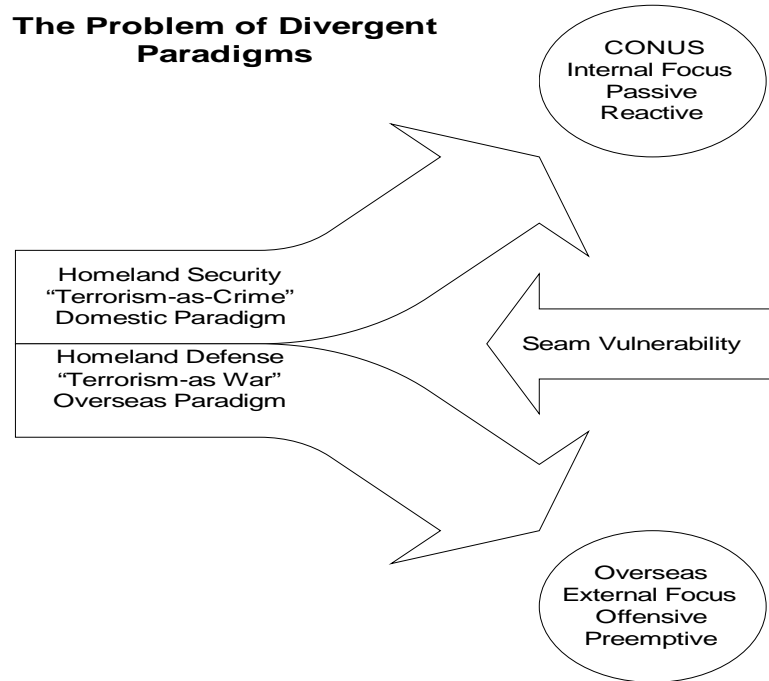 The Problem of Divergent
Paradigms
CONUS
Internal Focus
Passive
Reactive
Homeland Security
“Terrorism-as-Crime”
Domestic Paradigm
Homeland Defense
“Terrorism-as War”
Overseas Paradigm
Seam Vulnerability
Overseas
External Focus
Offensive
Preemptive